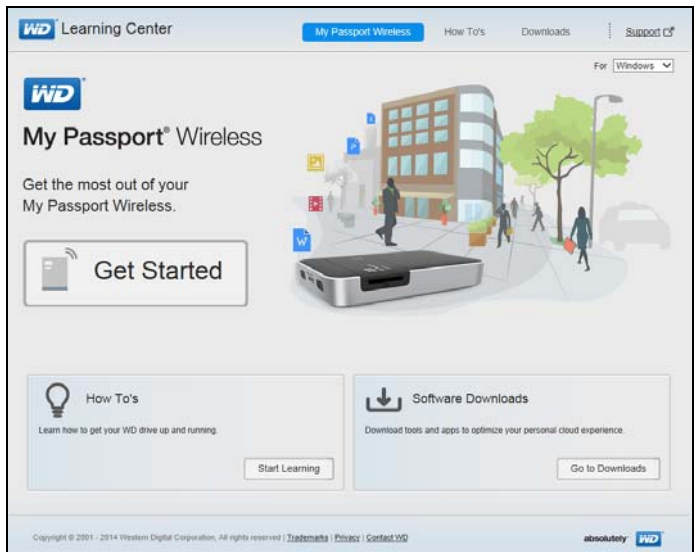 WD Learning Center
My Passport Wireless
How To's
Downloads
Support
For Windows
WD
My Passport® Wireless
Get the most out of your
My Passport Wireless.
Get Started
W
P
How To's
Learn how to get your WD drive up and running.
Start Learning
Software Downloads
Download tools and apps to optimize your personal cloud experience.
Go to Downloads
Copyright © 2001 - 2014 Western Digital Corporation, All rights reserved | Trademarks | Privacy | Contact WD
absolutely WD